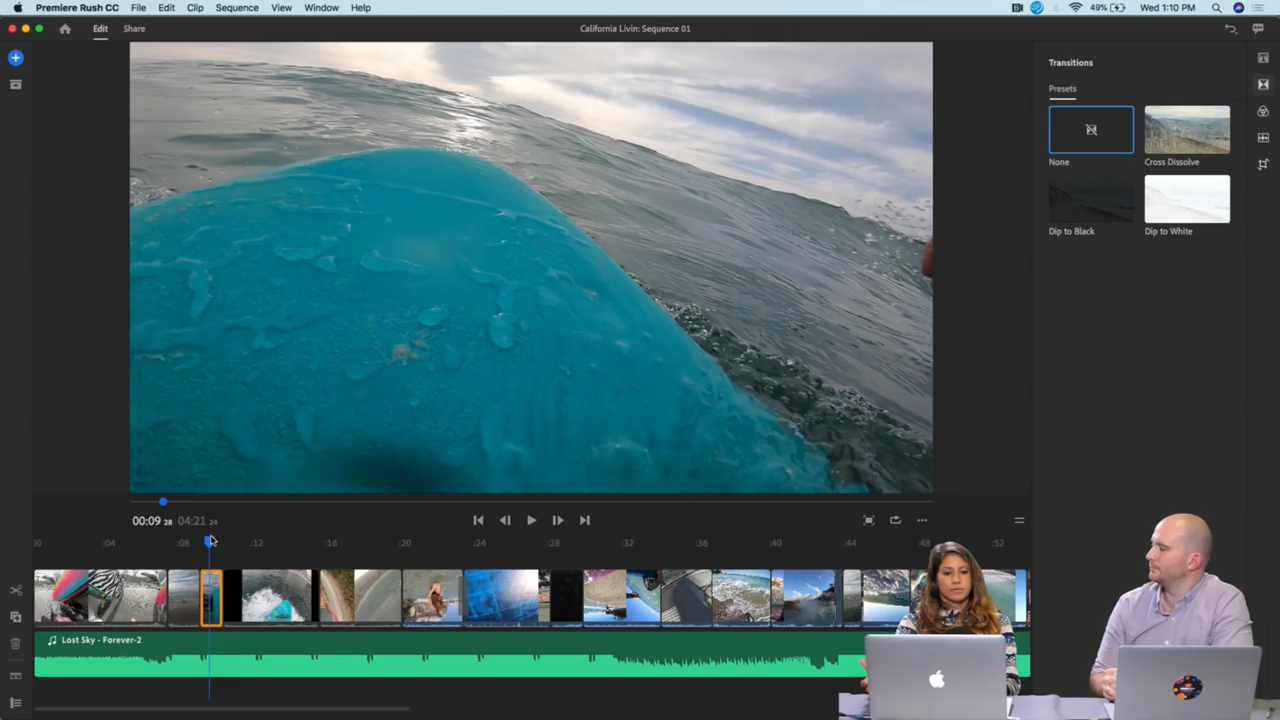 Premiere Rush CC File Edit Clip Sequence View Window Help 49% Wed 1:10 PM
Edit Share California Livin: Sequence 01
Transitions
Presets
None Cross Dissolve
Dip to Black Dip to White
00:09 28 04:21 24
:00 :04 :08 :12 :16 :20 :24 :28 :32 :36 :40 :44 :48 :52
Lost Sky - Forever-2